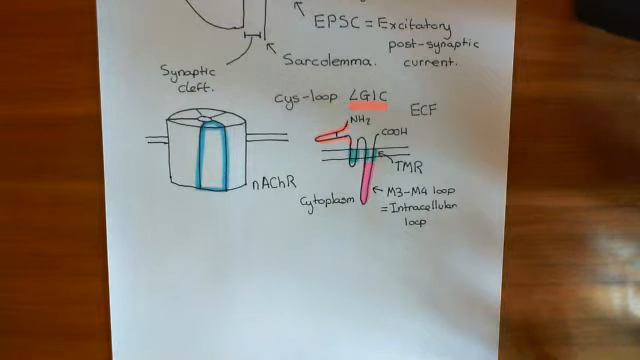 EPSC = Excitatory
post-synaptic
current.
Sarcolemma.
Synaptic
cleft.
cys-loop LGIC
ECF
NH2
COOH
TMR
nAChR
Cytoplasm
M3-M4 loop
= Intracellular
loop